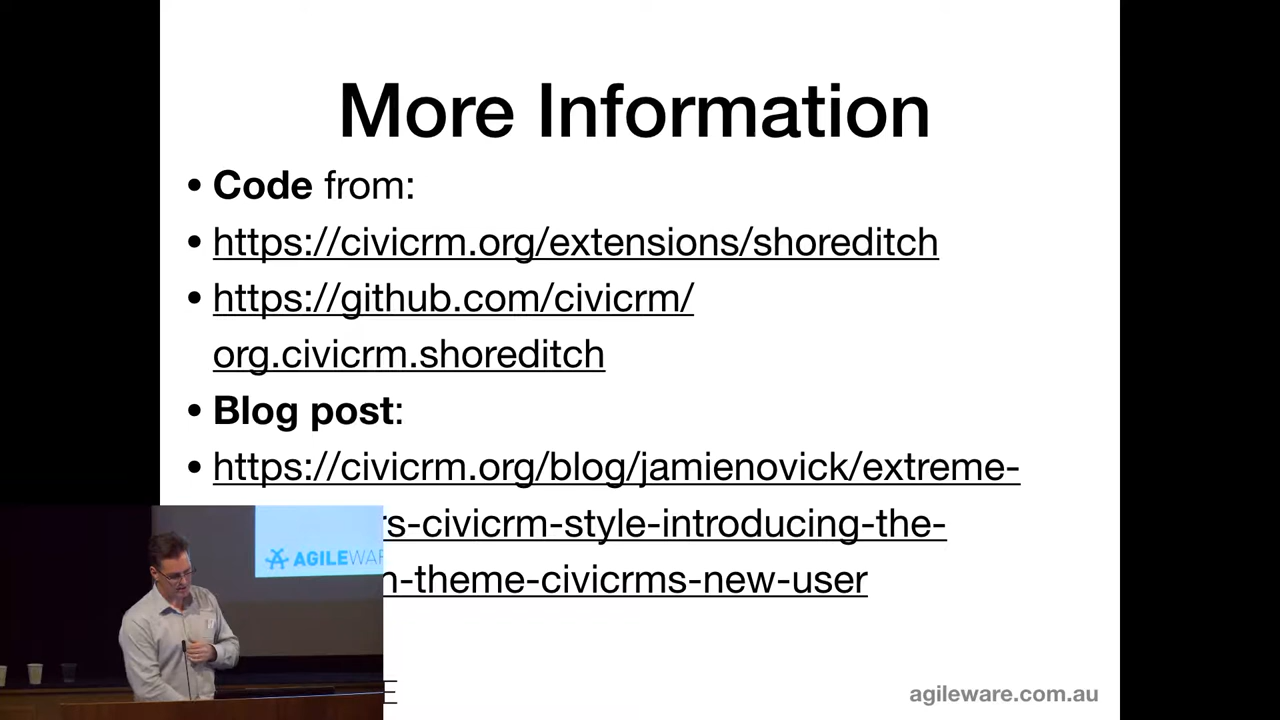 More Information
• Code from:
• https://civicrm.org/extensions/shoreditch
• https://github.com/civicrm/
org.civicrm.shoreditch
• Blog post:
• https://civicrm.org/blog/jamienovick/extreme-
rs-civicrm-style-introducing-the-
-theme-civicrms-new-user
AGILEWAR
E
agileware.com.au